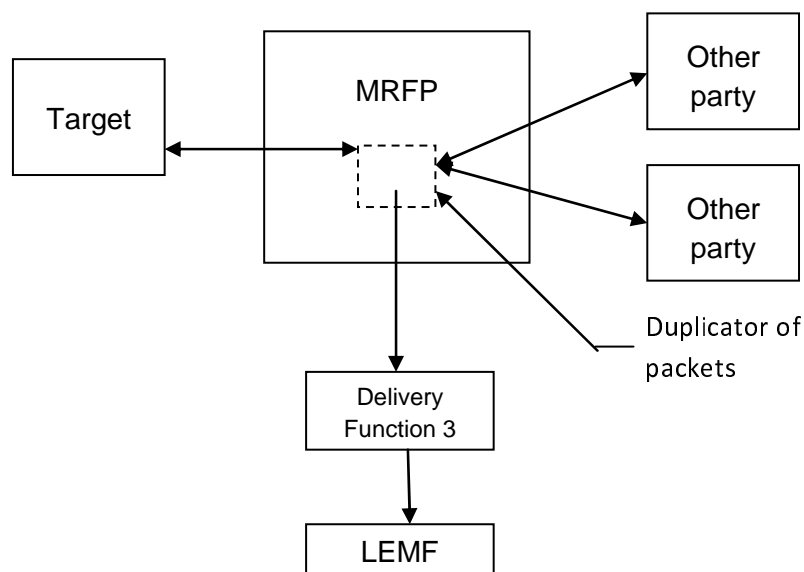 Target
MRFP
Other
party
Other
party
Duplicator of
packets
Delivery
Function 3
LEMF